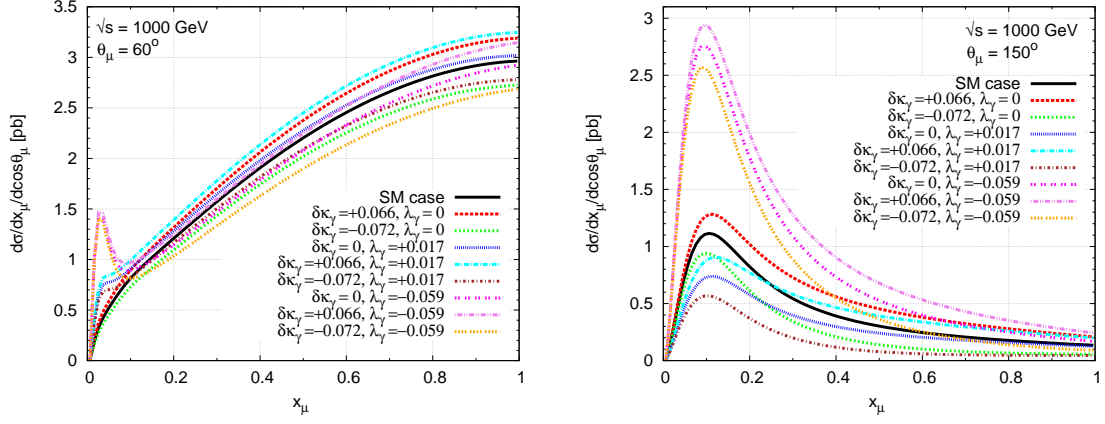 √s = 1000 GeV
θμ = 60°
dσ/dxμ/dcosθμ [pb]
3.5
3
2.5
2
1.5
1
0.5
0
SM case
δκγ=+0.066, λγ= 0
δκγ=−0.072, λγ= 0
δκγ= 0, λγ=+0.017
δκγ=+0.066, λγ=+0.017
δκγ=−0.072, λγ=+0.017
δκγ= 0, λγ=−0.059
δκγ=+0.066, λγ=−0.059
δκγ=−0.072, λγ=−0.059
0 0.2 0.4 0.6 0.8 1
xμ
√s = 1000 GeV
θμ = 150°
dσ/dxμ/dcosθμ [pb]
3
2.5
2
1.5
1
0.5
0
SM case
δκγ=+0.066, λγ= 0
δκγ=−0.072, λγ= 0
δκγ= 0, λγ=+0.017
δκγ=+0.066, λγ=+0.017
δκγ=−0.072, λγ=+0.017
δκγ= 0, λγ=−0.059
δκγ=+0.066, λγ=−0.059
δκγ=−0.072, λγ=−0.059
0 0.2 0.4 0.6 0.8 1
xμ